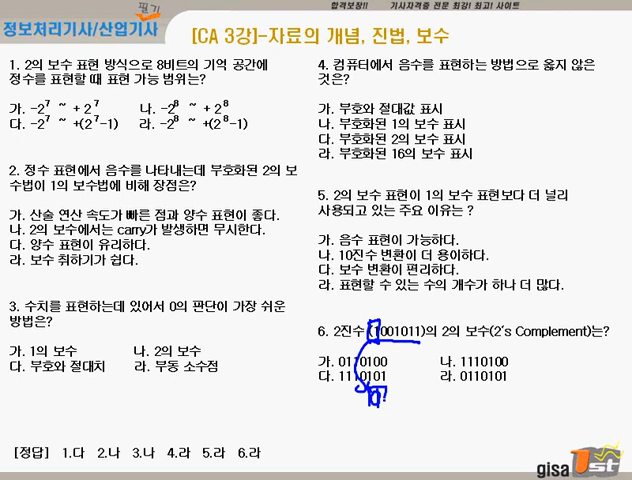 합격보장!! 기사자격증 전문 최강! 최고! 사이트
필기
정보처리기사/산업기사
[CA 3강]-자료의 개념, 진법, 보수
1. 2의 보수 표현 방식으로 8비트의 기억 공간에
정수를 표현할 때 표현 가능 범위는?
가. -2^7 ~ + 2^7 나. -2^8 ~ + 2^8
다. -2^7 ~ +(2^7-1) 라. -2^8 ~ +(2^8-1)
2. 정수 표현에서 음수를 나타내는데 부호화된 2의 보
수법이 1의 보수법에 비해 장점은?
가. 산술 연산 속도가 빠른 점과 양수 표현이 좋다.
나. 2의 보수에서는 carry가 발생하면 무시한다.
다. 양수 표현이 유리하다.
라. 보수 취하기가 쉽다.
3. 수치를 표현하는데 있어서 0의 판단이 가장 쉬운
방법은?
가. 1의 보수 나. 2의 보수
다. 부호와 절대치 라. 부동 소수점
4. 컴퓨터에서 음수를 표현하는 방법으로 옳지 않은
것은?
가. 부호와 절대값 표시
나. 부호화된 1의 보수 표시
다. 부호화된 2의 보수 표시
라. 부호화된 16의 보수 표시
5. 2의 보수 표현이 1의 보수 표현보다 더 널리
사용되고 있는 주요 이유는 ?
가. 음수 표현이 가능하다.
나. 10진수 변환이 더 용이하다.
다. 보수 변환이 편리하다.
라. 표현할 수 있는 수의 개수가 하나 더 많다.
6. 2진수 (1001011)의 2의 보수(2's Complement)는?
가. 0110100 나. 1110100
다. 1110101 라. 0110101
[정답] 1.다 2.나 3.나 4.라 5.라 6.라
gisa 1st